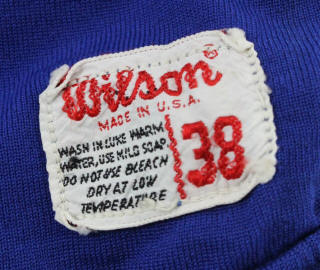 Wilson
MADE IN U.S.A.
WASH IN LUKE WARM
WATER, USE MILD SOAP
DO NOT USE BLEACH
DRY AT LOW
TEMPERATURE
38